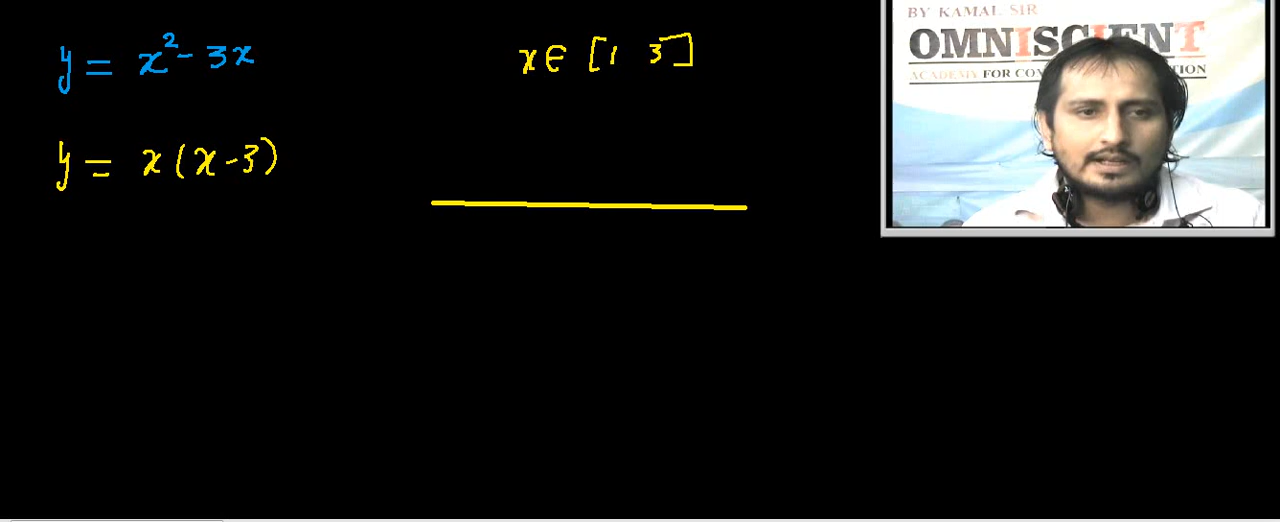 y = x² - 3x
x ∈ [1 3]
y = x(x-3)
BY KAMAL SIR
OMNISCIENT
ACADEMY FOR